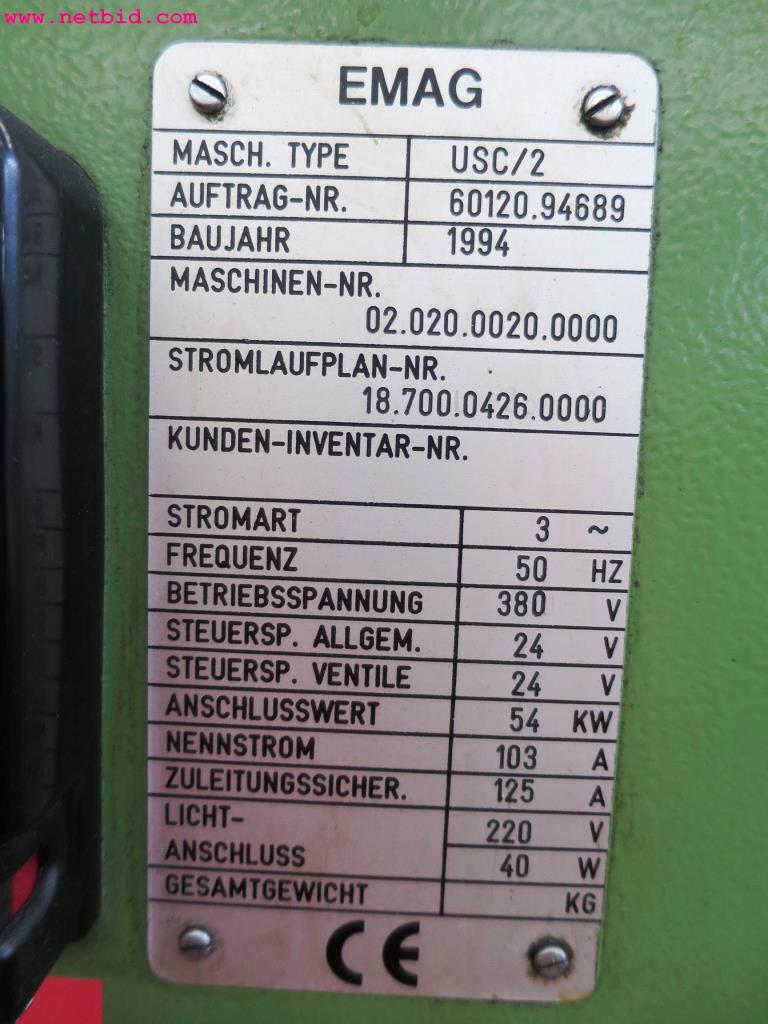 www.netbid.com
EMAG
MASCH. TYPE USC/2
AUFTRAG-NR. 60120.94689
BAUJAHR 1994
MASCHINEN-NR.
02.020.0020.0000
STROMLAUFPLAN-NR.
18.700.0426.0000
KUNDEN-INVENTAR-NR.
STROMART 3 ~
FREQUENZ 50 HZ
BETRIEBSSPANNUNG 380 V
STEUERSP. ALLGEM. 24 V
STEUERSP. VENTILE 24 V
ANSCHLUSSWERT 54 KW
NENNSTROM 103 A
ZULEITUNGSSICHER. 125 A
LICHT- 220 V
ANSCHLUSS 40 W
GESAMTGEWICHT KG
CE